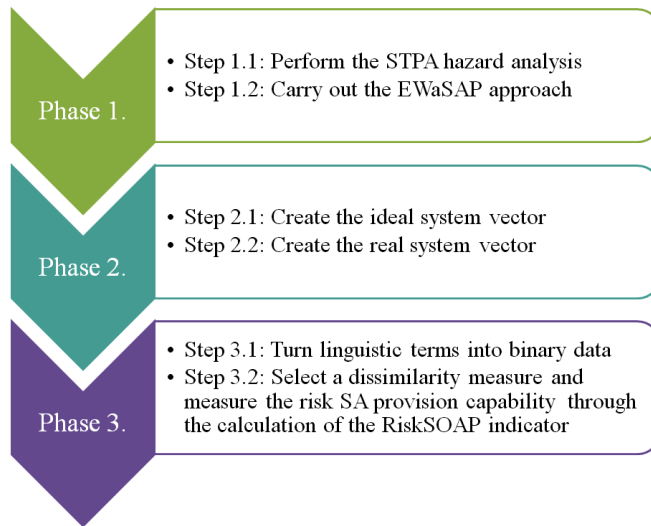 Phase 1.
• Step 1.1: Perform the STPA hazard analysis
• Step 1.2: Carry out the EWaSAP approach
Phase 2.
• Step 2.1: Create the ideal system vector
• Step 2.2: Create the real system vector
Phase 3.
• Step 3.1: Turn linguistic terms into binary data
• Step 3.2: Select a dissimilarity measure and
measure the risk SA provision capability through
the calculation of the RiskSOAP indicator